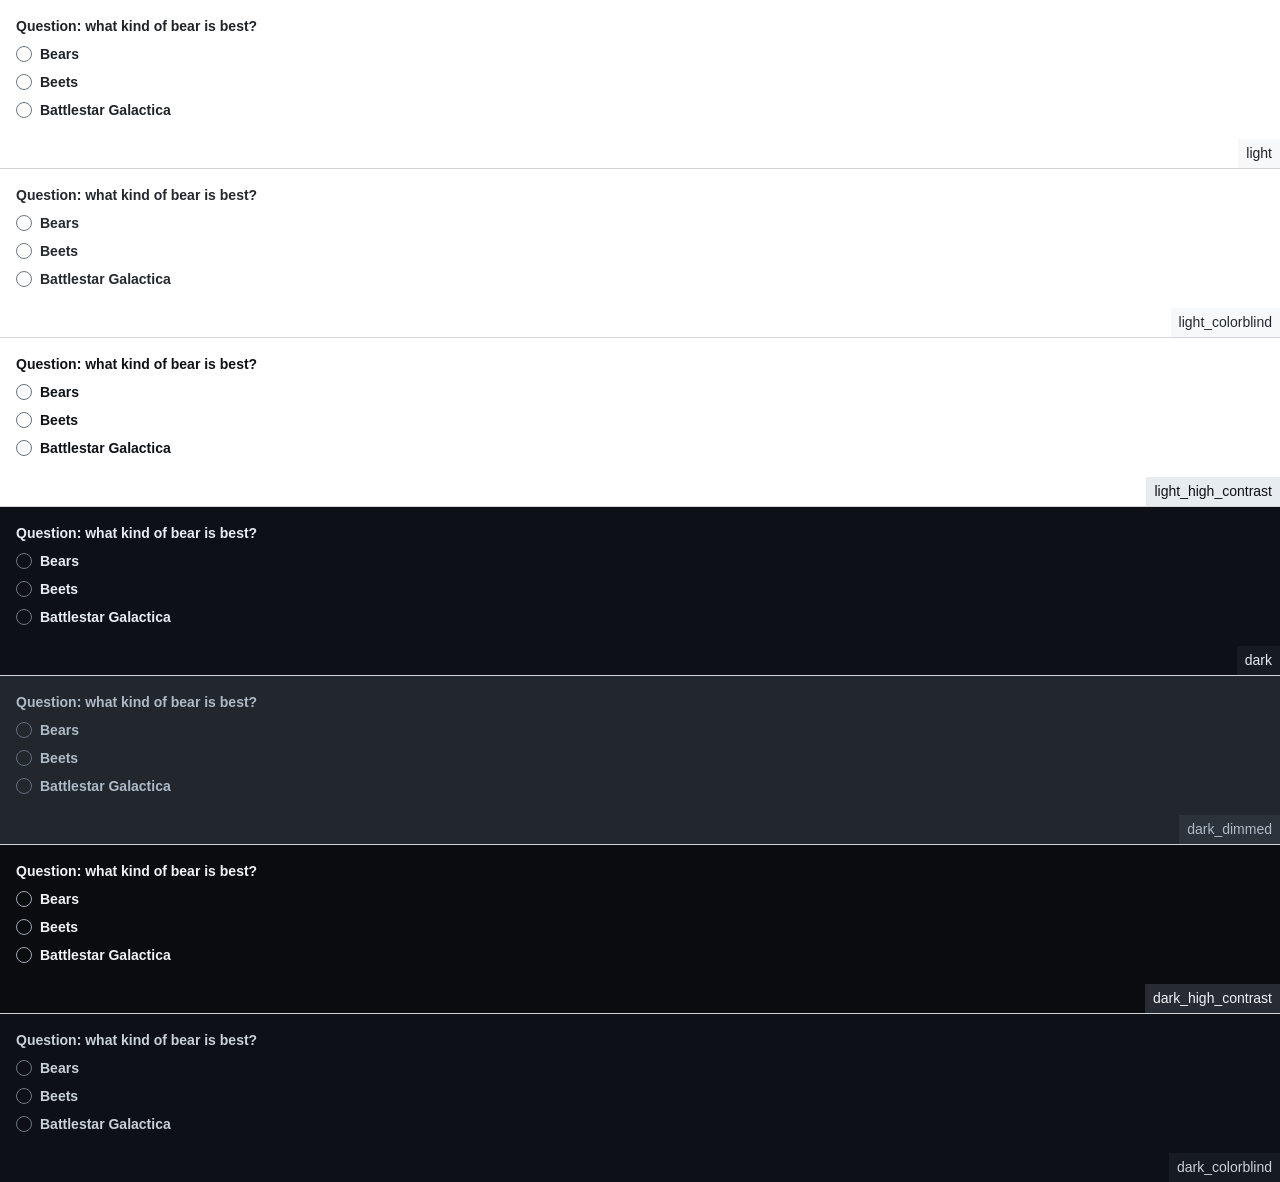 Question: what kind of bear is best?
Bears
Beets
Battlestar Galactica
light
Question: what kind of bear is best?
Bears
Beets
Battlestar Galactica
light_colorblind
Question: what kind of bear is best?
Bears
Beets
Battlestar Galactica
light_high_contrast
Question: what kind of bear is best?
Bears
Beets
Battlestar Galactica
dark
Question: what kind of bear is best?
Bears
Beets
Battlestar Galactica
dark_dimmed
Question: what kind of bear is best?
Bears
Beets
Battlestar Galactica
dark_high_contrast
Question: what kind of bear is best?
Bears
Beets
Battlestar Galactica
dark_colorblind